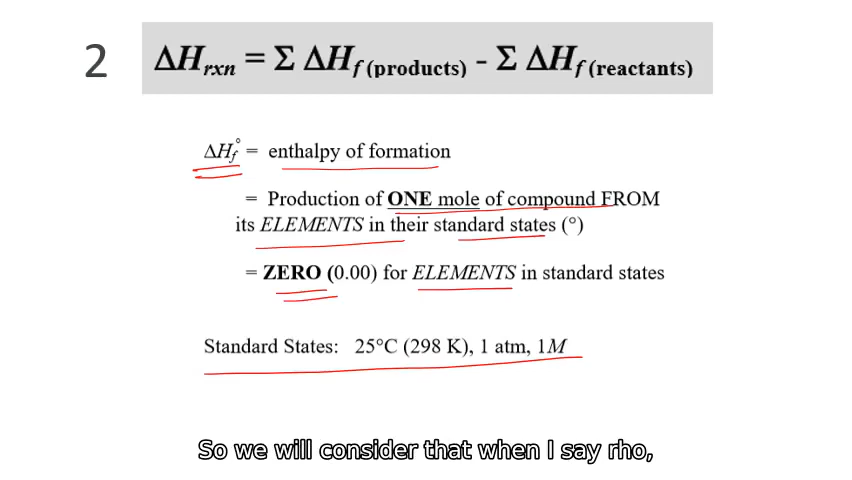 2
ΔHrxn = Σ ΔHf(products) - Σ ΔHf(reactants)
ΔHf° = enthalpy of formation
= Production of ONE mole of compound FROM
its ELEMENTS in their standard states (°)
= ZERO (0.00) for ELEMENTS in standard states
Standard States: 25°C (298 K), 1 atm, 1M
So we will consider that when I say rho,